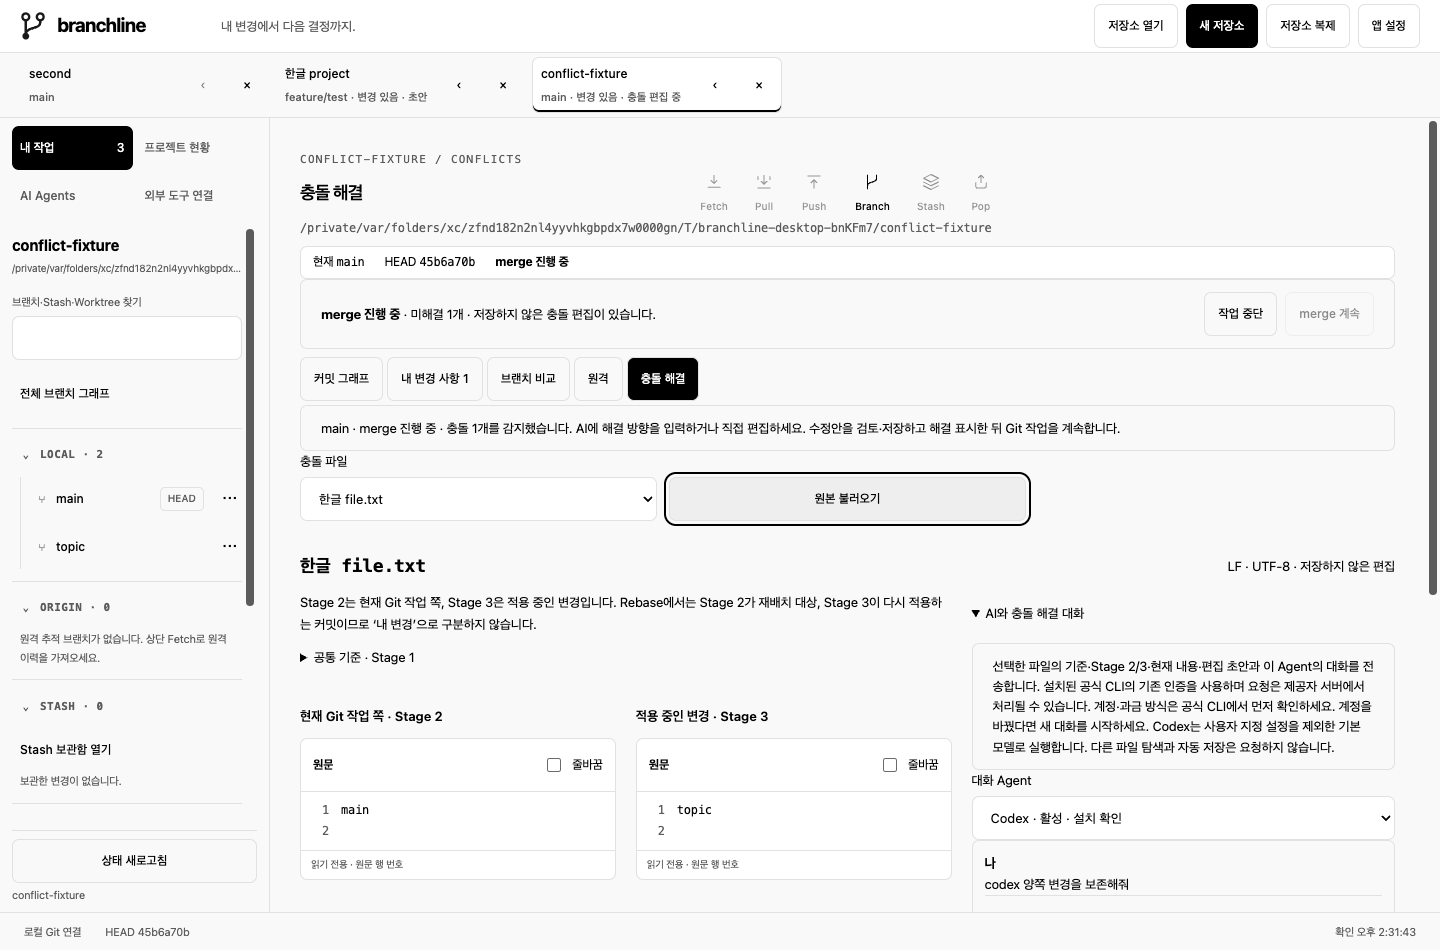 branchline
내 변경에서 다음 결정까지.
저장소 열기
새 저장소
저장소 복제
앱 설정
second
main
‹
×
한글 project
feature/test · 변경 있음 · 초안
‹
×
conflict-fixture
main · 변경 있음 · 충돌 편집 중
‹
×
내 작업 3
프로젝트 현황
AI Agents
외부 도구 연결
conflict-fixture
/private/var/folders/xc/zfnd182n2nl4yyvhkgbpdx...
브랜치·Stash·Worktree 찾기
전체 브랜치 그래프
LOCAL · 2
main
HEAD
···
topic
···
ORIGIN · 0
원격 추적 브랜치가 없습니다. 상단 Fetch로 원격
이력을 가져오세요.
STASH · 0
Stash 보관함 열기
보관한 변경이 없습니다.
상태 새로고침
conflict-fixture
CONFLICT-FIXTURE / CONFLICTS
충돌 해결
Fetch
Pull
Push
Branch
Stash
Pop
/private/var/folders/xc/zfnd182n2nl4yyvhkgbpdx7w0000gn/T/branchline-desktop-bnKFm7/conflict-fixture
현재 main HEAD 45b6a70b merge 진행 중
merge 진행 중 · 미해결 1개 · 저장하지 않은 충돌 편집이 있습니다.
작업 중단
merge 계속
커밋 그래프
내 변경 사항 1
브랜치 비교
원격
충돌 해결
main · merge 진행 중 · 충돌 1개를 감지했습니다. AI에 해결 방향을 입력하거나 직접 편집하세요. 수정안을 검토·저장하고 해결 표시한 뒤 Git 작업을 계속합니다.
충돌 파일
한글 file.txt
원본 불러오기
한글 file.txt
LF · UTF-8 · 저장하지 않은 편집
Stage 2는 현재 Git 작업 쪽, Stage 3은 적용 중인 변경입니다. Rebase에서는 Stage 2가 재배치 대상, Stage 3이 다시 적용하
는 커밋이므로 ‘내 변경’으로 구분하지 않습니다.
▶ 공통 기준 · Stage 1
현재 Git 작업 쪽 · Stage 2
원문
줄바꿈
1 main
2
읽기 전용 · 원문 행 번호
적용 중인 변경 · Stage 3
원문
줄바꿈
1 topic
2
읽기 전용 · 원문 행 번호
▼ AI와 충돌 해결 대화
선택한 파일의 기준·Stage 2/3·현재 내용·편집 초안과 이 Agent의 대화를 전
송합니다. 설치된 공식 CLI의 기존 인증을 사용하며 요청은 제공자 서버에서
처리될 수 있습니다. 계정·과금 방식은 공식 CLI에서 먼저 확인하세요. 계정을
바꿨다면 새 대화를 시작하세요. Codex는 사용자 지정 설정을 제외한 기본
모델로 실행합니다. 다른 파일 탐색과 자동 저장은 요청하지 않습니다.
대화 Agent
Codex · 활성 · 설치 확인
나
codex 양쪽 변경을 보존해줘
로컬 Git 연결
HEAD 45b6a70b
확인 오후 2:31:43